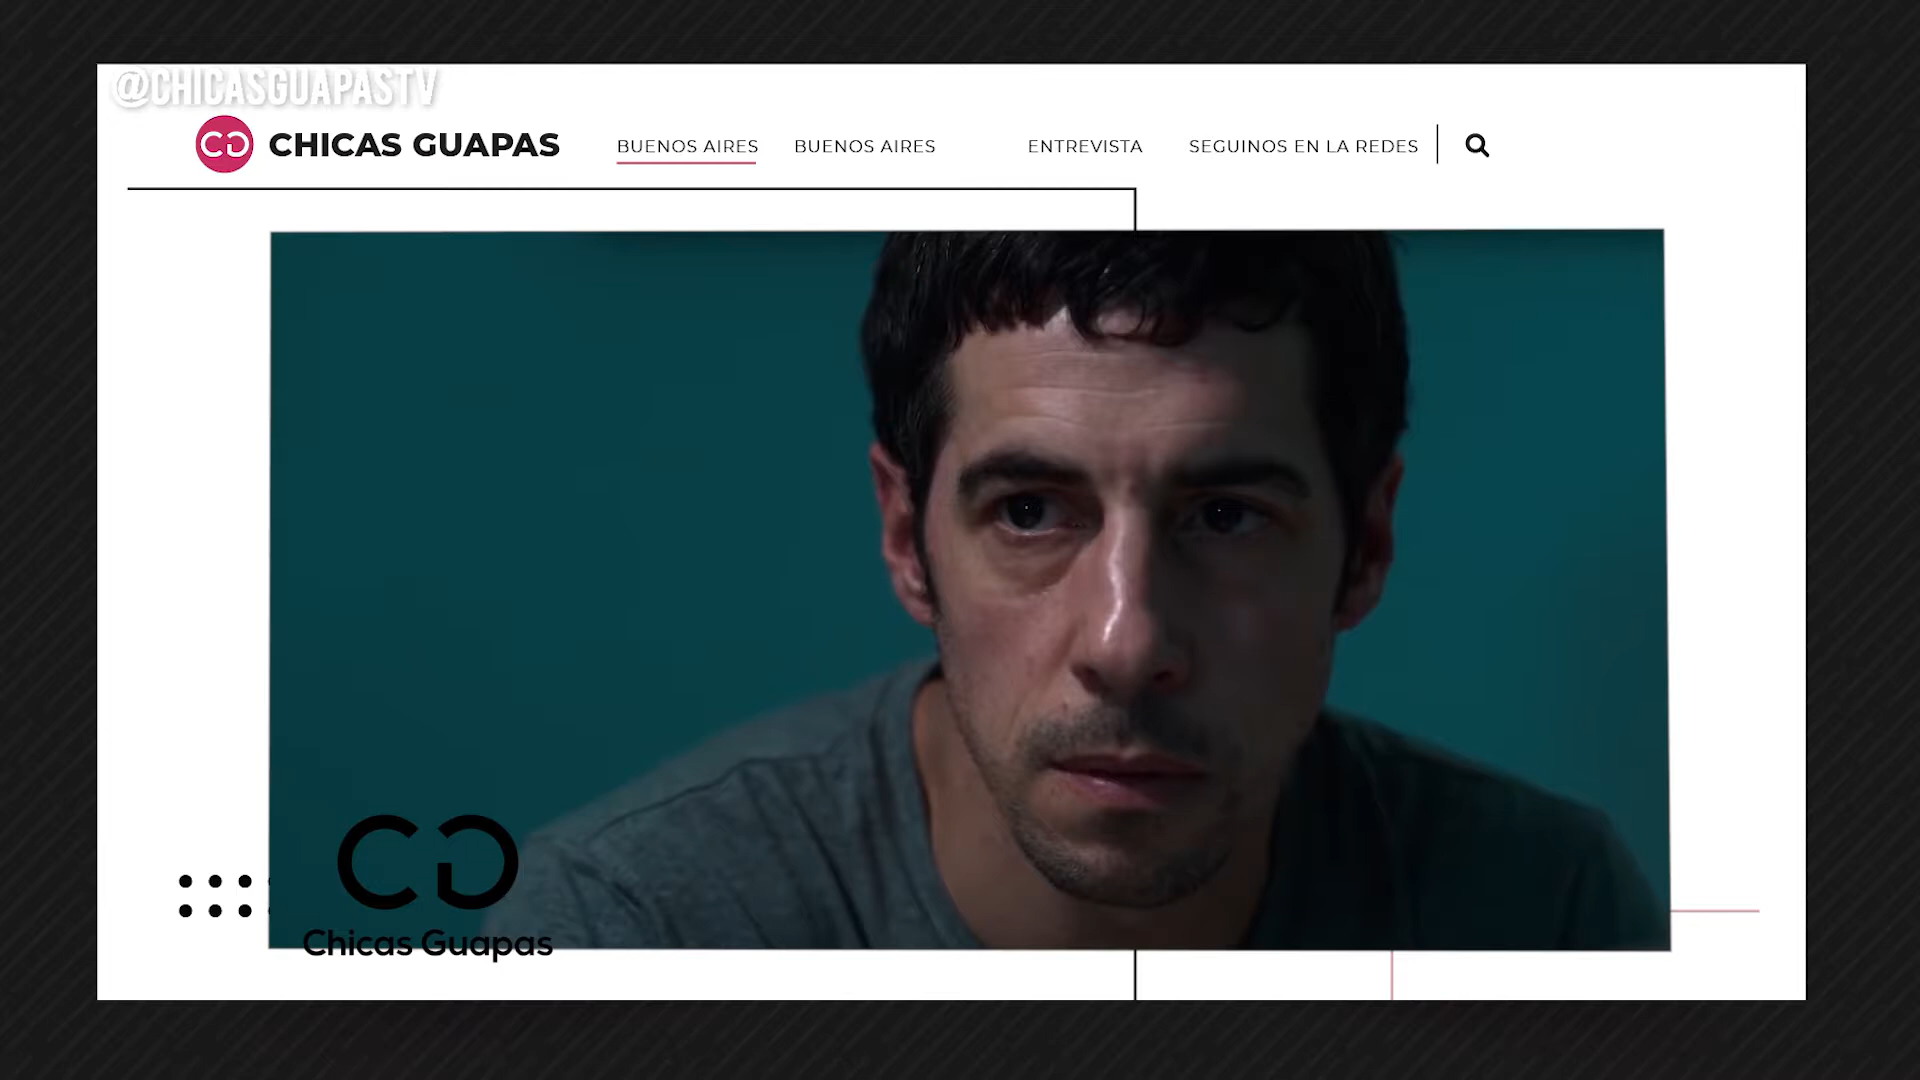 @CHICASGUAPASTV
CG CHICAS GUAPAS
BUENOS AIRES
BUENOS AIRES
ENTREVISTA
SEGUINOS EN LA REDES
CG
Chicas Guapas